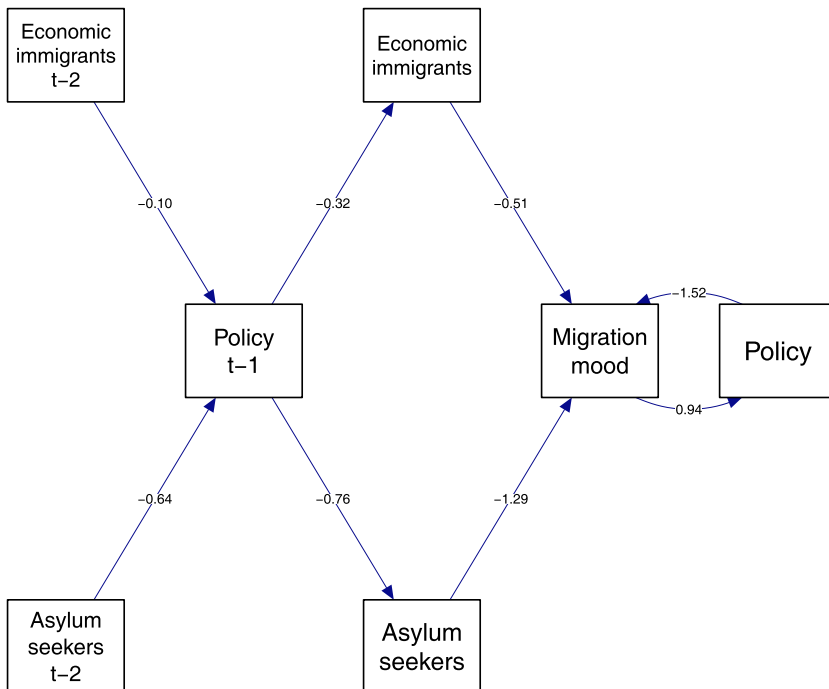 Economic
immigrants
t−2
Economic
immigrants
−0.10
−0.32
−0.51
Policy
t−1
Migration
mood
−1.52
0.94
Policy
−0.64
−0.76
−1.29
Asylum
seekers
t−2
Asylum
seekers